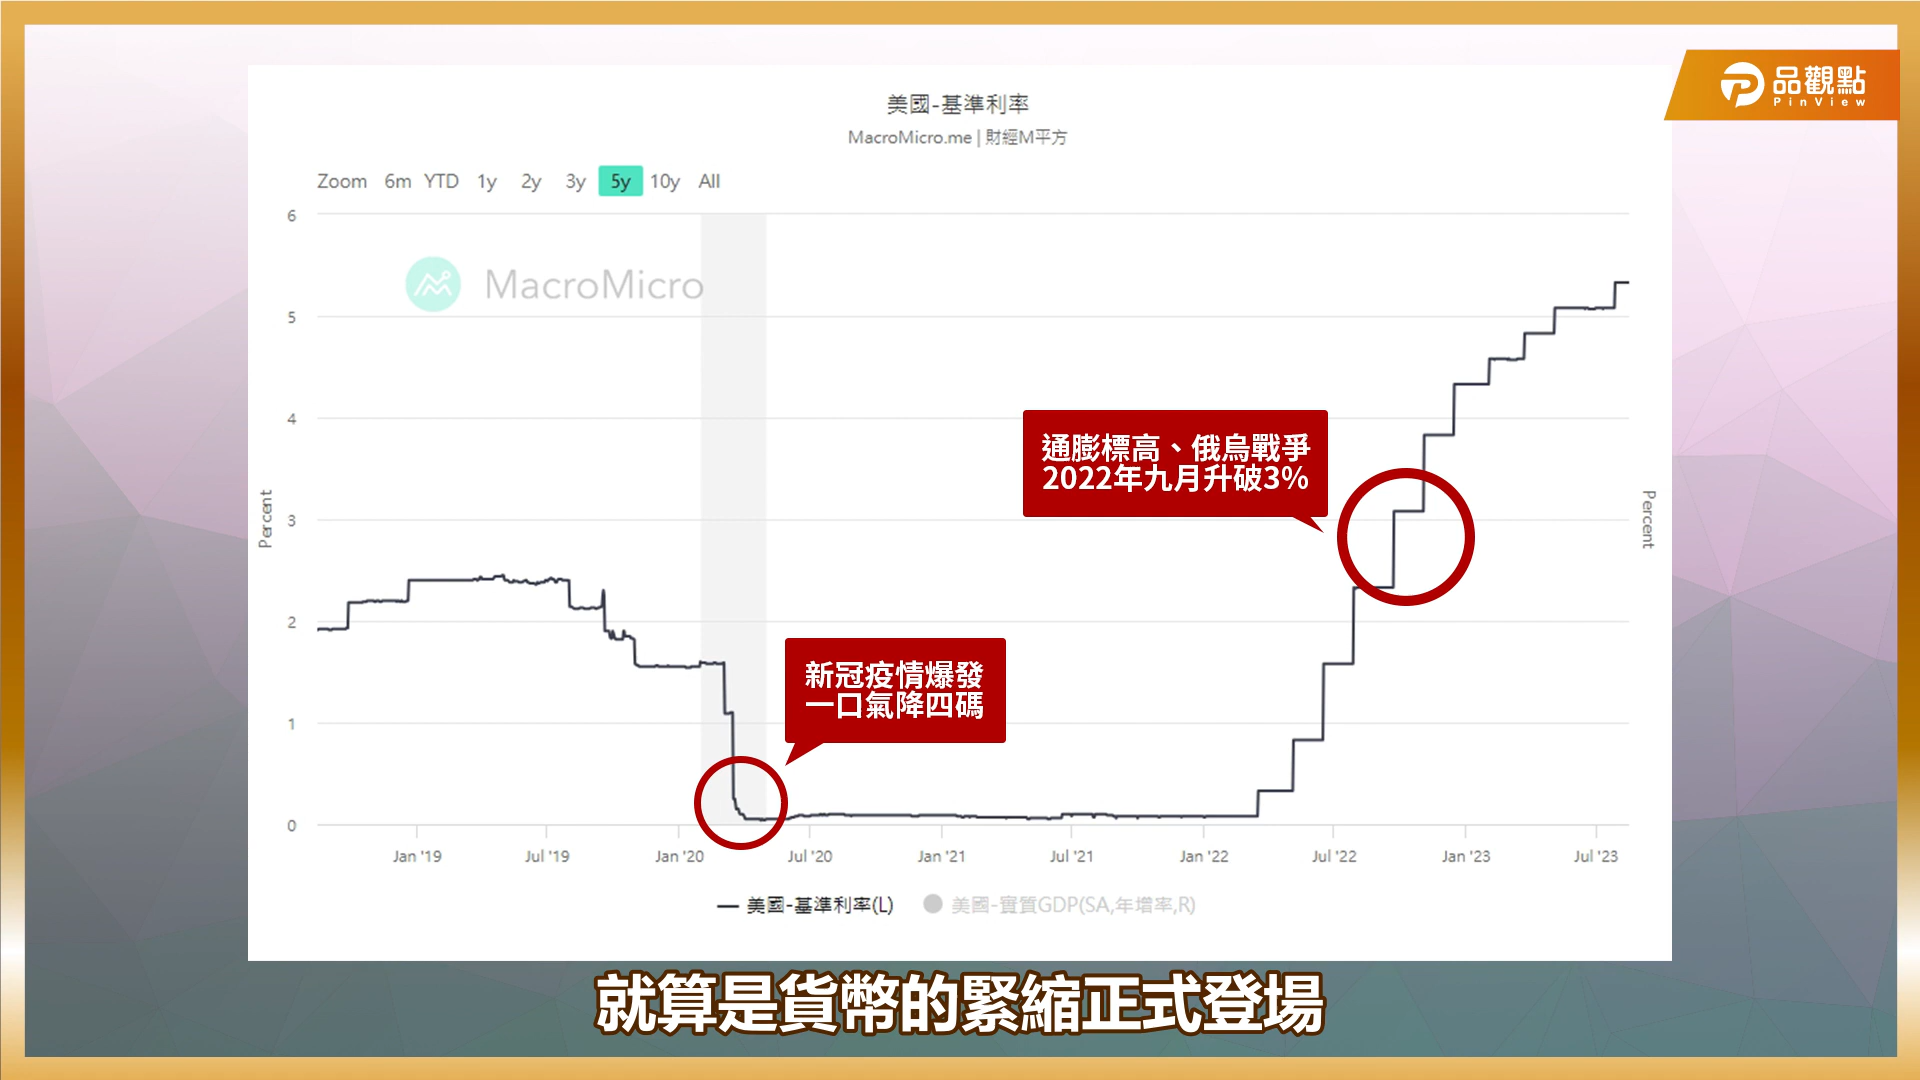 品觀點
PinView
美國-基準利率
MacroMicro.me | 財經M平方
Zoom 6m YTD 1y 2y 3y 5y 10y All
MacroMicro
6
5
4
3
2
1
0
Percent
Percent
通膨標高、俄烏戰爭
2022年九月升破3%
新冠疫情爆發
一口氣降四碼
Jan '19 Jul '19 Jan '20 Jul '20 Jan '21 Jul '21 Jan '22 Jul '22 Jan '23 Jul '23
美國-基準利率(L) 美國-實質GDP(SA,年增率,R)
就算是貨幣的緊縮正式登場